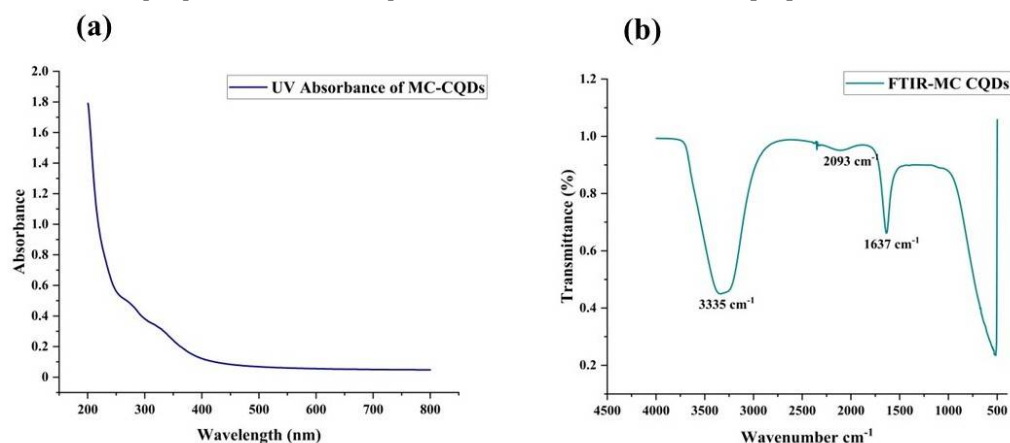 (a)
UV Absorbance of MC-CQDs
2.0
1.8
1.6
1.4
1.2
1.0
0.8
0.6
0.4
0.2
0
Absorbance
200 300 400 500 600 700 800
Wavelength (nm)
(b)
FTIR-MC CQDs
1.2
1.0
0.8
0.6
0.4
0.2
Transmittance (%)
2093 cm⁻¹
1637 cm⁻¹
3335 cm⁻¹
4500 4000 3500 3000 2500 2000 1500 1000 500
Wavenumber cm⁻¹